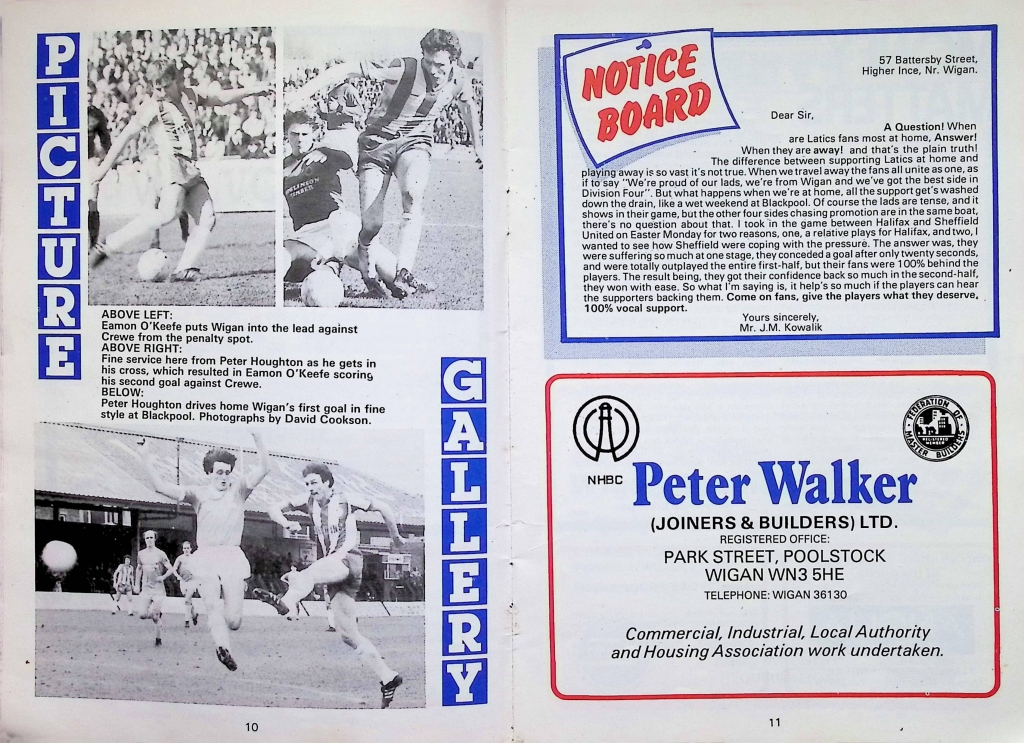 PICTURE
ABOVE LEFT:
Eamon O'Keefe puts Wigan into the lead against
Crewe from the penalty spot.
ABOVE RIGHT:
Fine service here from Peter Houghton as he gets in
his cross, which resulted in Eamon O'Keefe scoring
his second goal against Crewe.
BELOW:
Peter Houghton drives home Wigan's first goal in fine
style at Blackpool. Photographs by David Cookson.
GALLERY
10
NOTICE
BOARD
57 Battersby Street,
Higher Ince, Nr. Wigan.
Dear Sir,
A Question! When
are Latics fans most at home, Answer!
When they are away! and that's the plain truth!
The difference between supporting Latics at home and
playing away is so vast it's not true. When we travel away the fans all unite as one, as
if to say "We're proud of our lads, we're from Wigan and we've got the best side in
Division Four". But what happens when we're at home, all the support get's washed
down the drain, like a wet weekend at Blackpool. Of course the lads are tense, and it
shows in their game, but the other four sides chasing promotion are in the same boat,
there's no question about that. I took in the game between Halifax and Sheffield
United on Easter Monday for two reasons, one, a relative plays for Halifax, and two, I
wanted to see how Sheffield were coping with the pressure. The answer was, they
were suffering so much at one stage, they conceded a goal after only twenty seconds,
and were totally outplayed the entire first-half, but their fans were 100% behind the
players. The result being, they got their confidence back so much in the second-half,
they won with ease. So what I'm saying is, it help's so much if the players can hear
the supporters backing them. Come on fans, give the players what they deserve,
100% vocal support.
Yours sincerely,
Mr. J.M. Kowalik
NHBC
FEDERATION OF
MASTER BUILDERS
REGISTERED
MEMBER
Peter Walker
(JOINERS & BUILDERS) LTD.
REGISTERED OFFICE:
PARK STREET, POOLSTOCK
WIGAN WN3 5HE
TELEPHONE: WIGAN 36130
Commercial, Industrial, Local Authority
and Housing Association work undertaken.
11